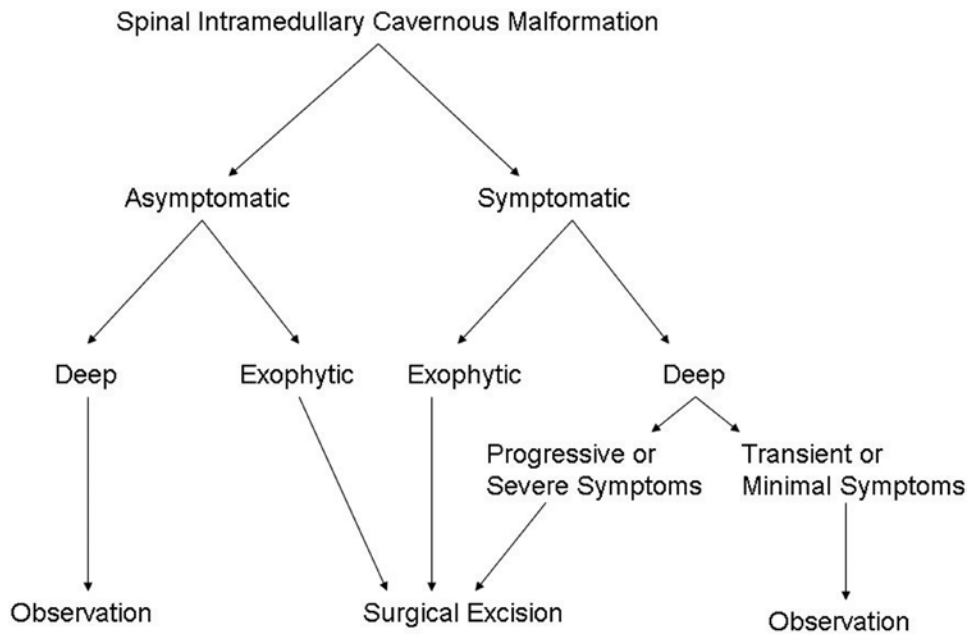 Spinal Intramedullary Cavernous Malformation
Asymptomatic
Symptomatic
Deep
Exophytic
Exophytic
Deep
Progressive or
Severe Symptoms
Transient or
Minimal Symptoms
Observation
Surgical Excision
Observation